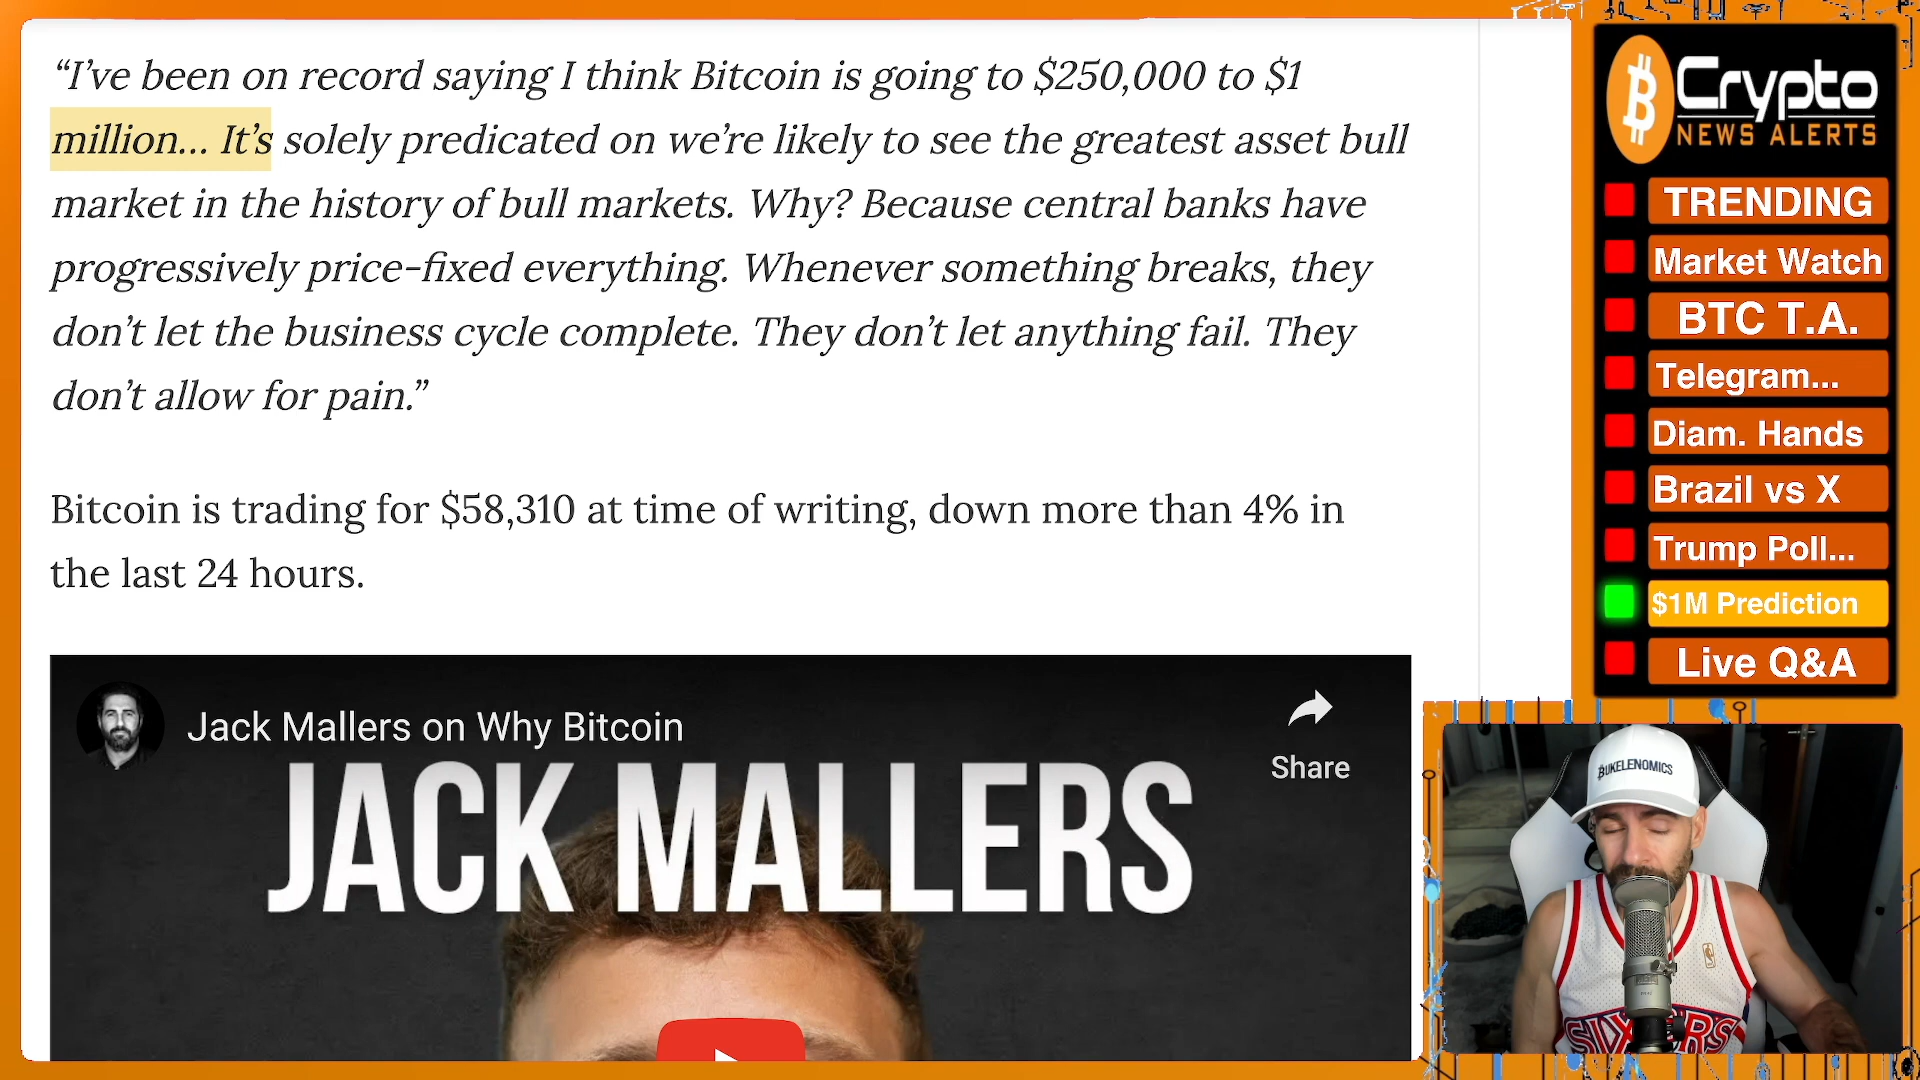 “I’ve been on record saying I think Bitcoin is going to $250,000 to $1
million... It’s solely predicated on we’re likely to see the greatest asset bull
market in the history of bull markets. Why? Because central banks have
progressively price-fixed everything. Whenever something breaks, they
don’t let the business cycle complete. They don’t let anything fail. They
don’t allow for pain.”
Bitcoin is trading for $58,310 at time of writing, down more than 4% in
the last 24 hours.
Jack Mallers on Why Bitcoin
Share
JACK MALLERS
Crypto
NEWS ALERTS
TRENDING
Market Watch
BTC T.A.
Telegram...
Diam. Hands
Brazil vs X
Trump Poll...
$1M Prediction
Live Q&A
BUKELENOMICS
SIXERS